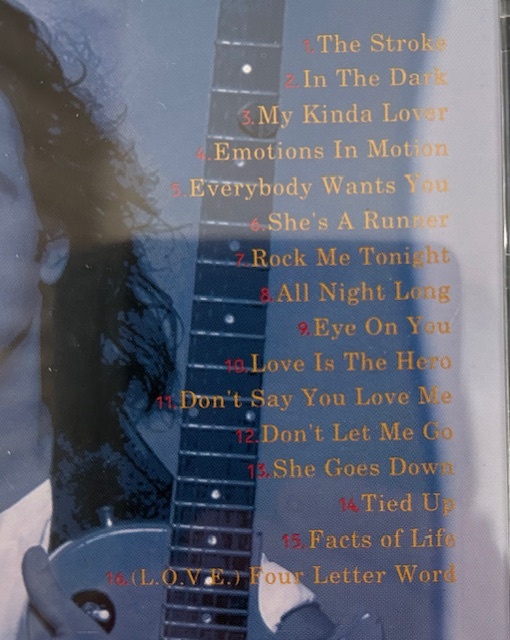 1.The Stroke
2.In The Dark
3.My Kinda Lover
4.Emotions In Motion
5.Everybody Wants You
6.She's A Runner
7.Rock Me Tonight
8.All Night Long
9.Eye On You
10.Love Is The Hero
11.Don't Say You Love Me
12.Don't Let Me Go
13.She Goes Down
14.Tied Up
15.Facts of Life
16.(L.O.V.E.) Four Letter Word